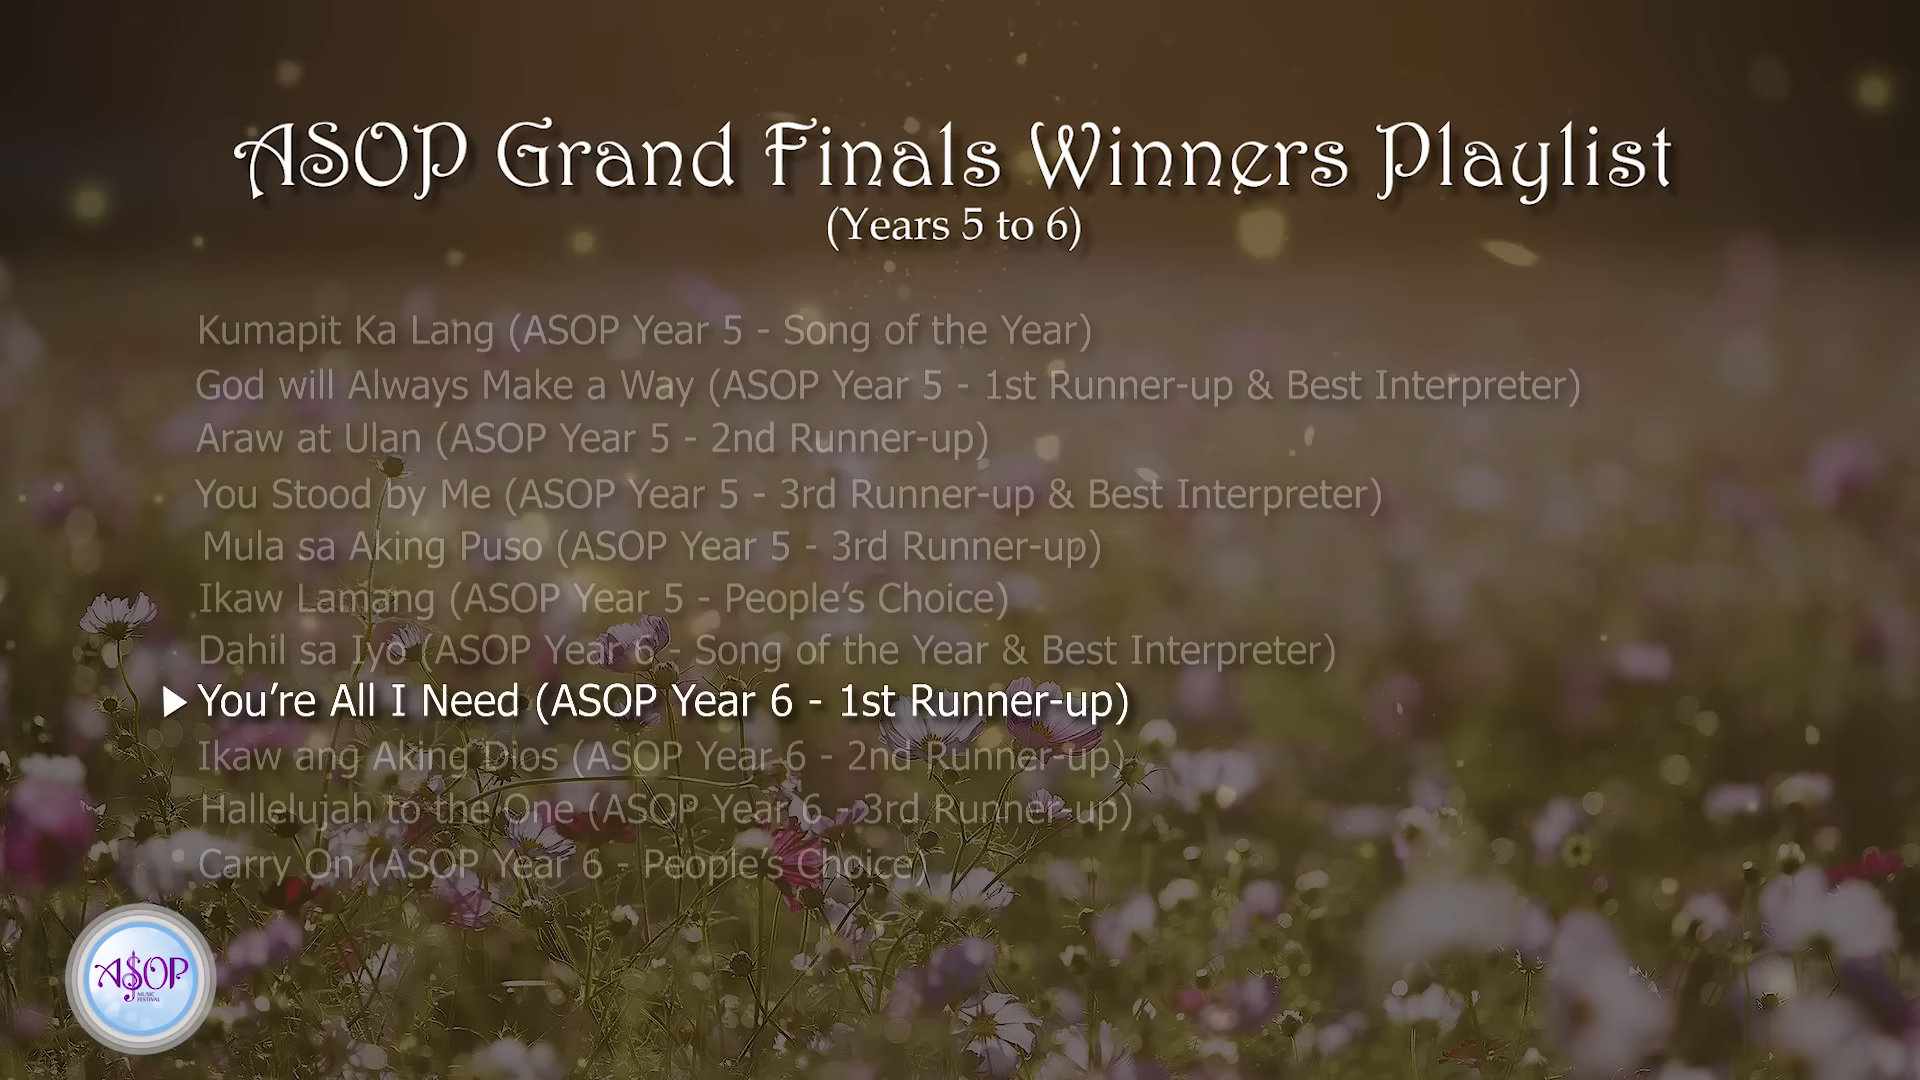 ASOP Grand Finals Winners Playlist
(Years 5 to 6)
Kumapit Ka Lang (ASOP Year 5 - Song of the Year)
God will Always Make a Way (ASOP Year 5 - 1st Runner-up & Best Interpreter)
Araw at Ulan (ASOP Year 5 - 2nd Runner-up)
You Stood by Me (ASOP Year 5 - 3rd Runner-up & Best Interpreter)
Mula sa Aking Puso (ASOP Year 5 - 3rd Runner-up)
Ikaw Lamang (ASOP Year 5 - People’s Choice)
Dahil sa Iyo (ASOP Year 6 - Song of the Year & Best Interpreter)
You’re All I Need (ASOP Year 6 - 1st Runner-up)
Ikaw ang Aking Dios (ASOP Year 6 - 2nd Runner-up)
Hallelujah to the One (ASOP Year 6 - 3rd Runner-up)
Carry On (ASOP Year 6 - People’s Choice)
ASOP
MUSIC
FESTIVAL